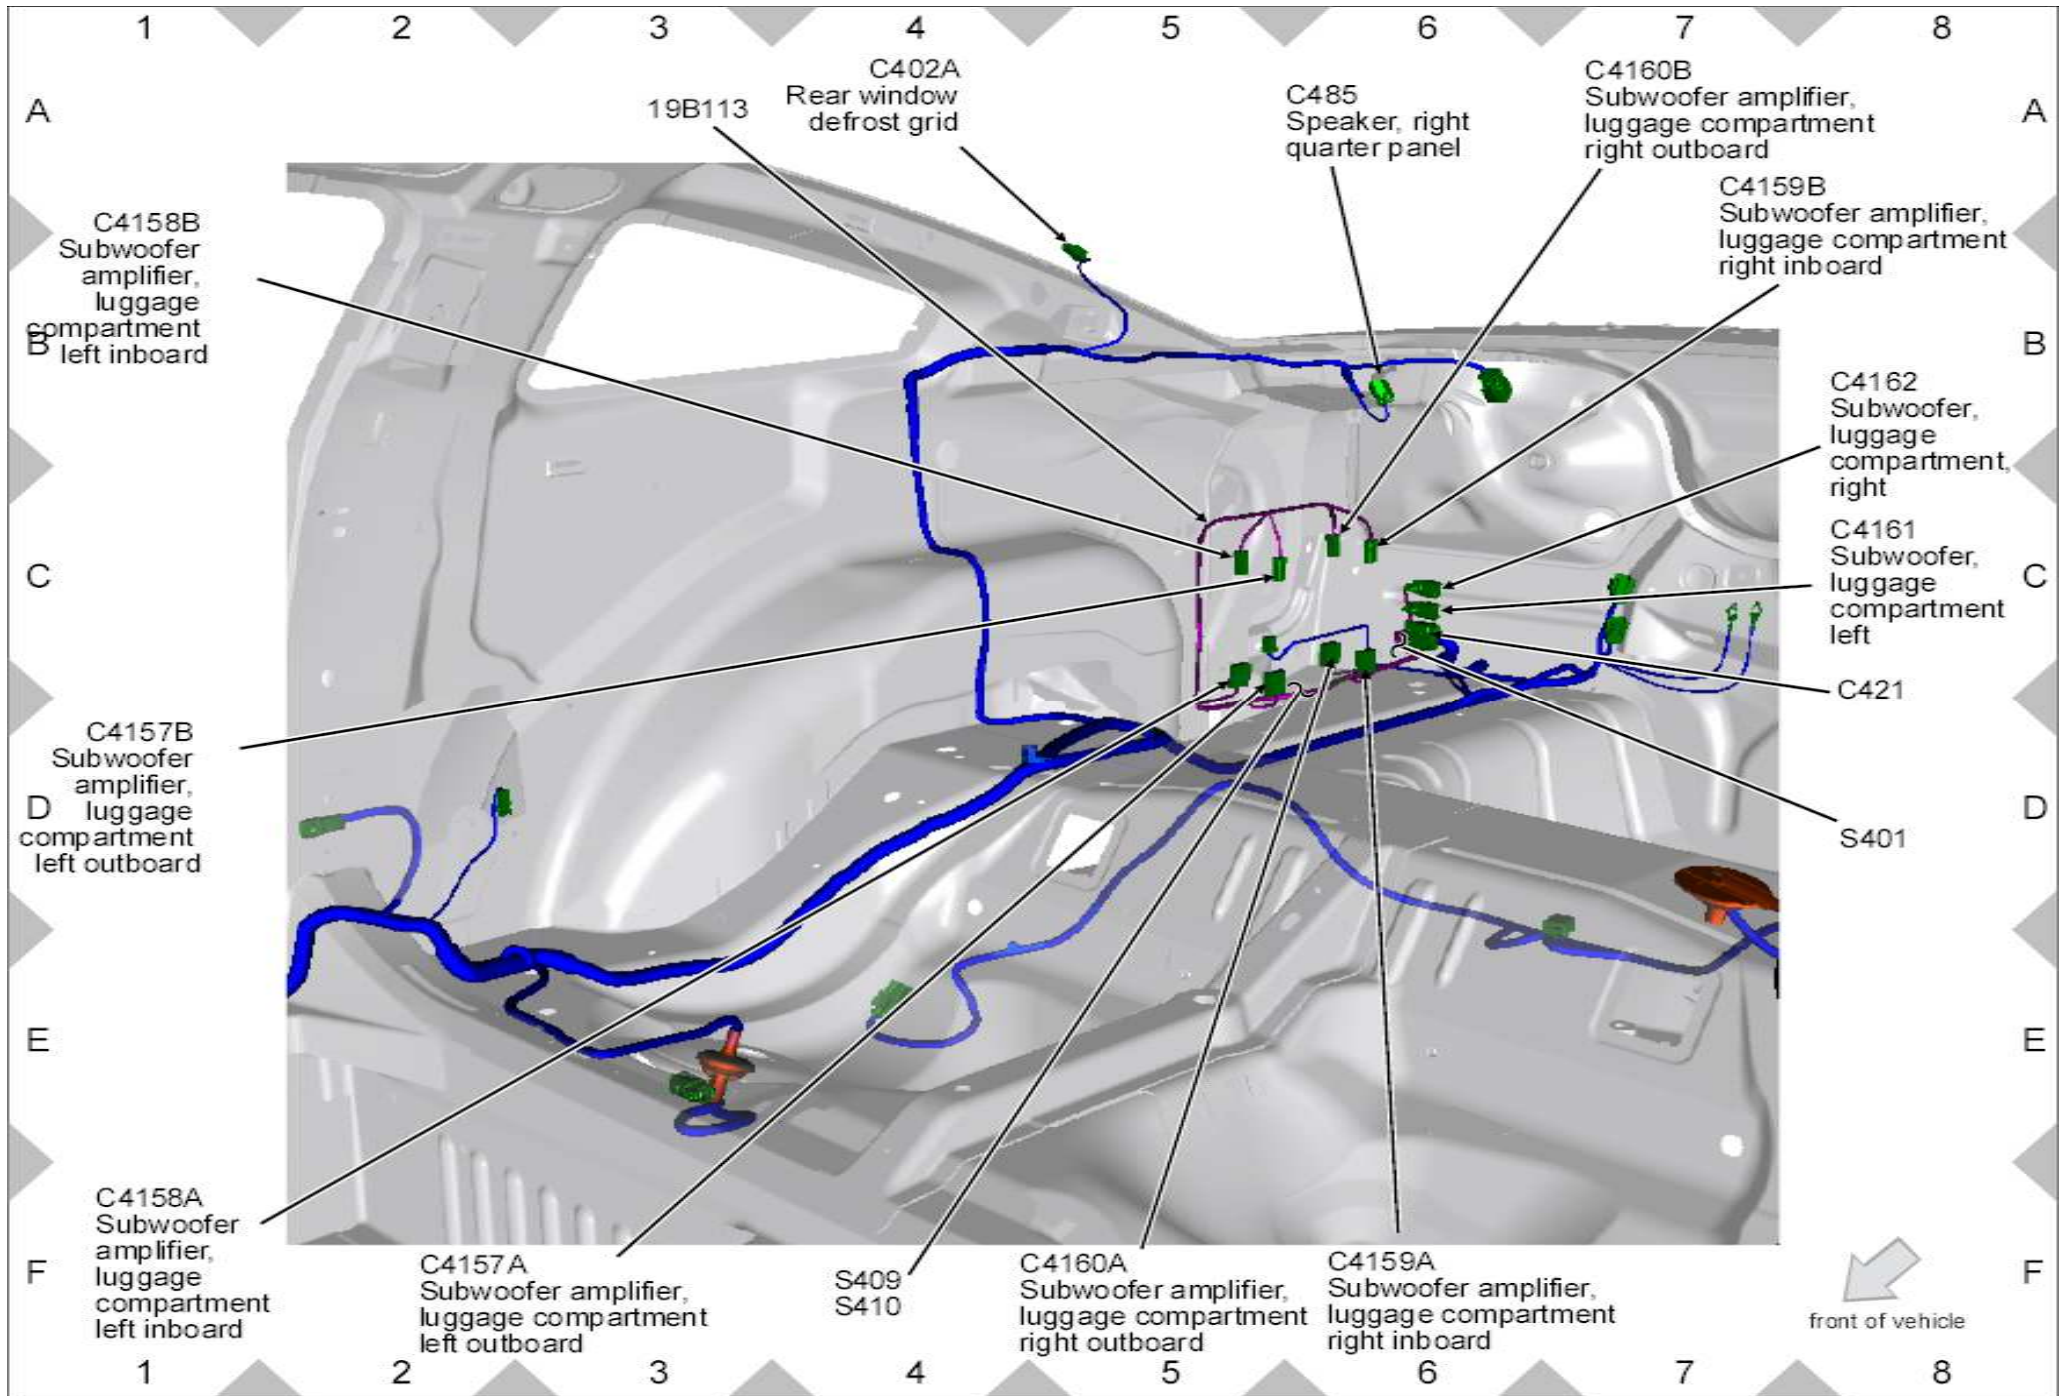 1 2 3 4 5 6 7 8
A
A
19B113
C402A
Rear window
defrost grid
C485
Speaker, right
quarter panel
C4160B
Subwoofer amplifier,
luggage compartment
right outboard
C4159B
Subwoofer amplifier,
luggage compartment
right inboard
C4158B
Subwoofer
amplifier,
luggage
compartment
left inboard
B
B
C4162
Subwoofer,
luggage
compartment,
right
C4161
Subwoofer,
luggage
compartment
left
C
C
C421
C4157B
Subwoofer
amplifier,
luggage
compartment
left outboard
D
D
S401
E
E
C4158A
Subwoofer
amplifier,
luggage
compartment
left inboard
F
F
C4157A
Subwoofer amplifier,
luggage compartment
left outboard
S409
S410
C4160A
Subwoofer amplifier,
luggage compartment
right outboard
C4159A
Subwoofer amplifier,
luggage compartment
right inboard
front of vehicle
1 2 3 4 5 6 7 8